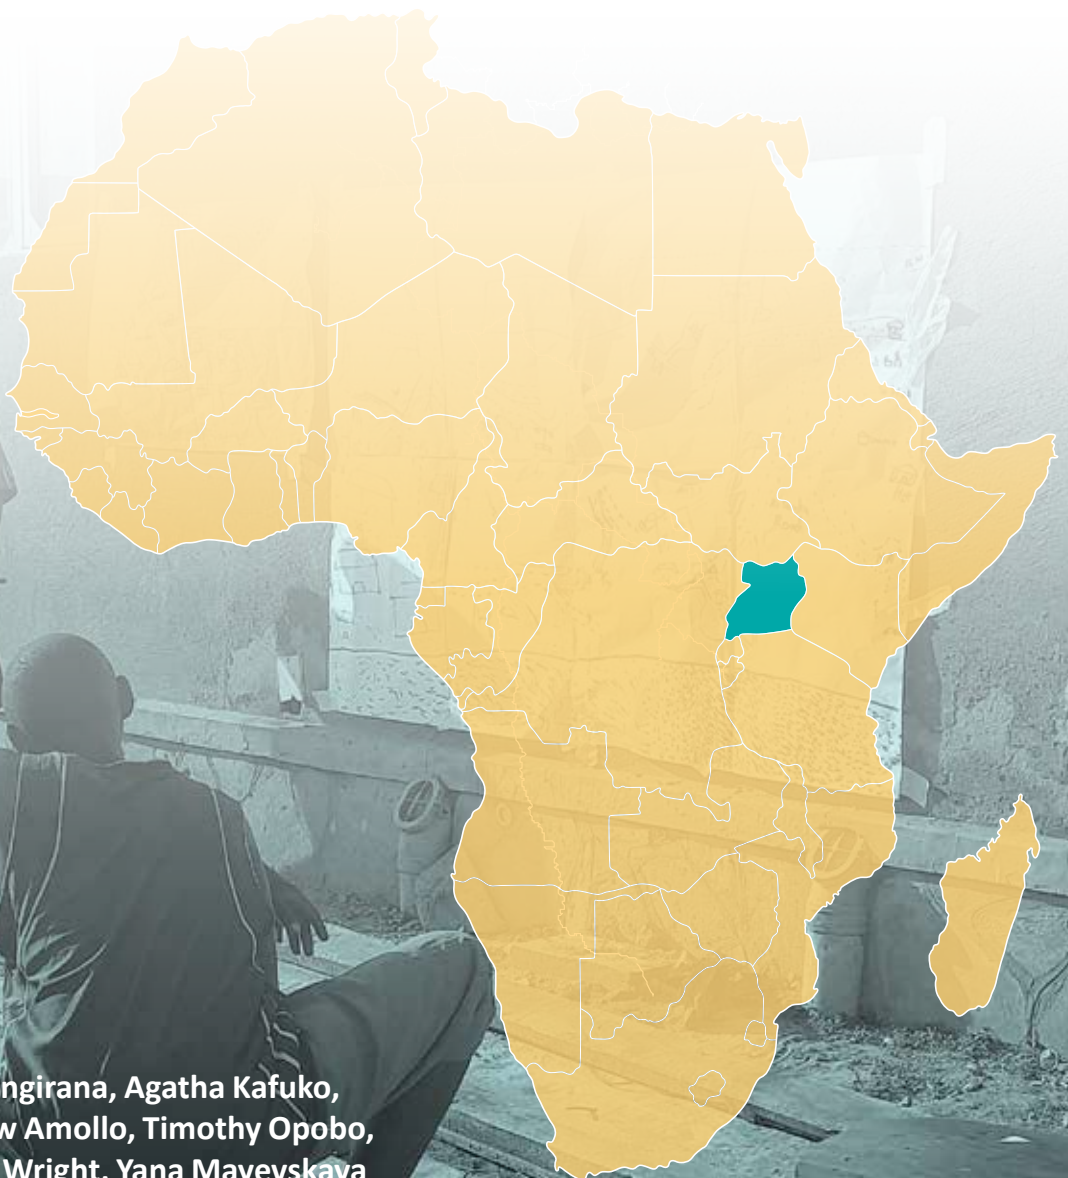 ngirana, Agatha Kafuko,
w Amollo, Timothy Opobo,
Wright, Yana Mayevskaya